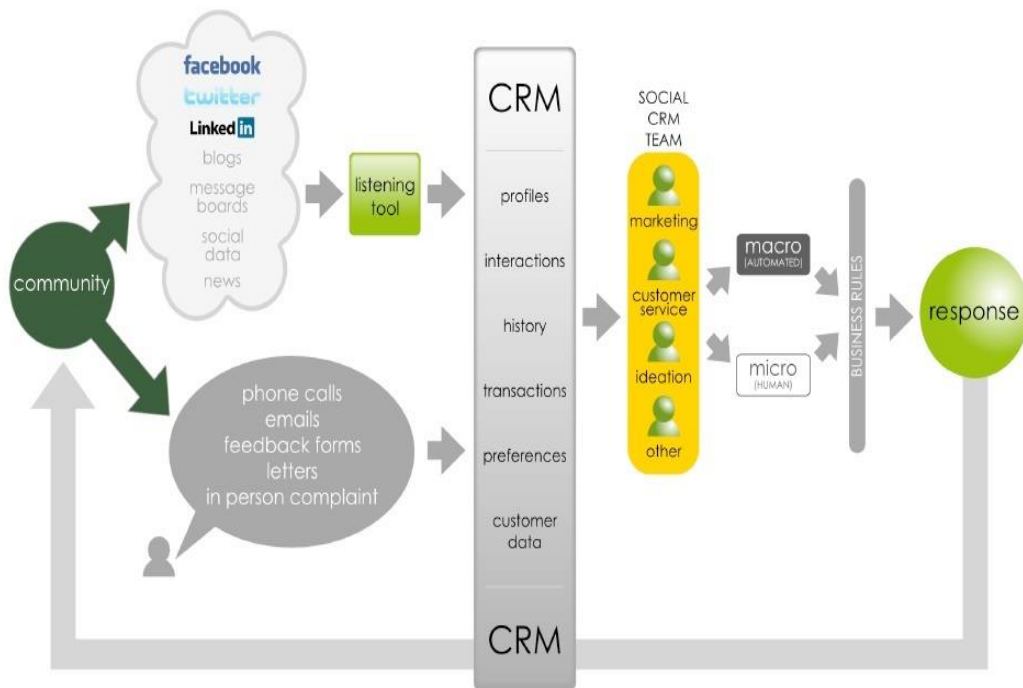 facebook
twitter
Linked in
blogs
message
boards
social
data
news
community
listening
tool
phone calls
emails
feedback forms
letters
in person complaint
CRM
profiles
interactions
history
transactions
preferences
customer
data
CRM
SOCIAL
CRM
TEAM
marketing
customer
service
ideation
other
macro
(AUTOMATED)
micro
(HUMAN)
BUSINESS RULES
response